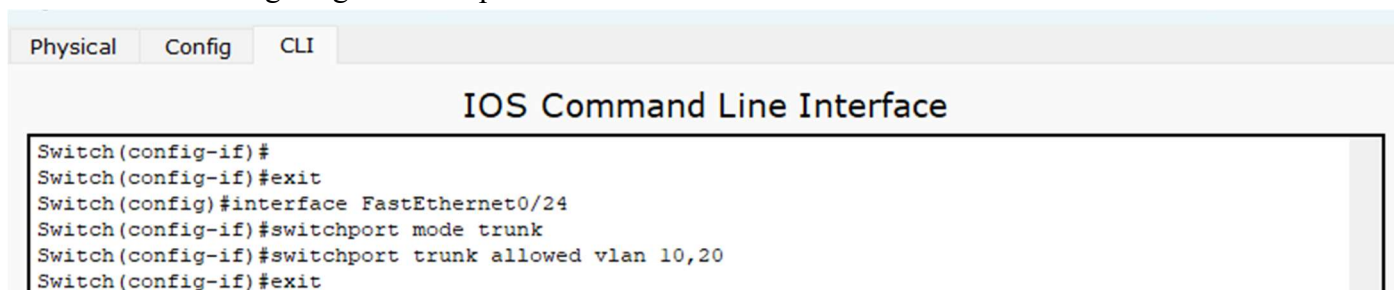 Physical Config CLI
IOS Command Line Interface
Switch(config-if)#
Switch(config-if)#exit
Switch(config)#interface FastEthernet0/24
Switch(config-if)#switchport mode trunk
Switch(config-if)#switchport trunk allowed vlan 10,20
Switch(config-if)#exit